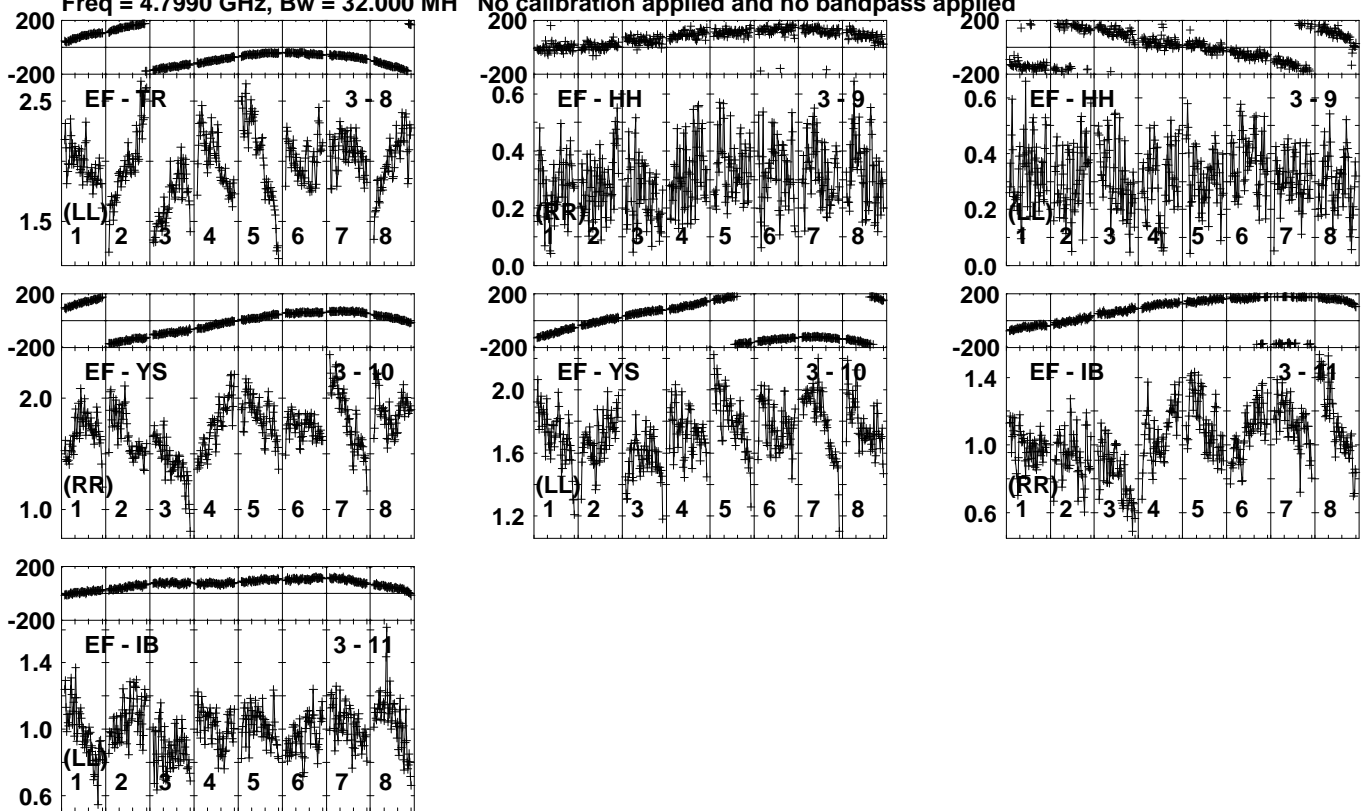 Freq = 4.7990 GHz, Bw = 32.000 MH No calibration applied and no bandpass applied
200
-200
2.5
1.5
EF - TR 3 - 8
(LL)
1 2 3 4 5 6 7 8
200
-200
0.6
0.4
0.2
0.0
EF - HH 3 - 9
(RR)
1 2 3 4 5 6 7 8
200
-200
0.6
0.4
0.2
0.0
EF - HH 3 - 9
(LL)
1 2 3 4 5 6 7 8
200
-200
2.0
1.0
EF - YS 3 - 10
(RR)
1 2 3 4 5 6 7 8
200
-200
2.0
1.6
1.2
EF - YS 3 - 10
(LL)
1 2 3 4 5 6 7 8
200
-200
1.4
1.0
0.6
EF - IB 3 - 11
(RR)
1 2 3 4 5 6 7 8
200
-200
1.4
1.0
0.6
EF - IB 3 - 11
(LL)
1 2 3 4 5 6 7 8